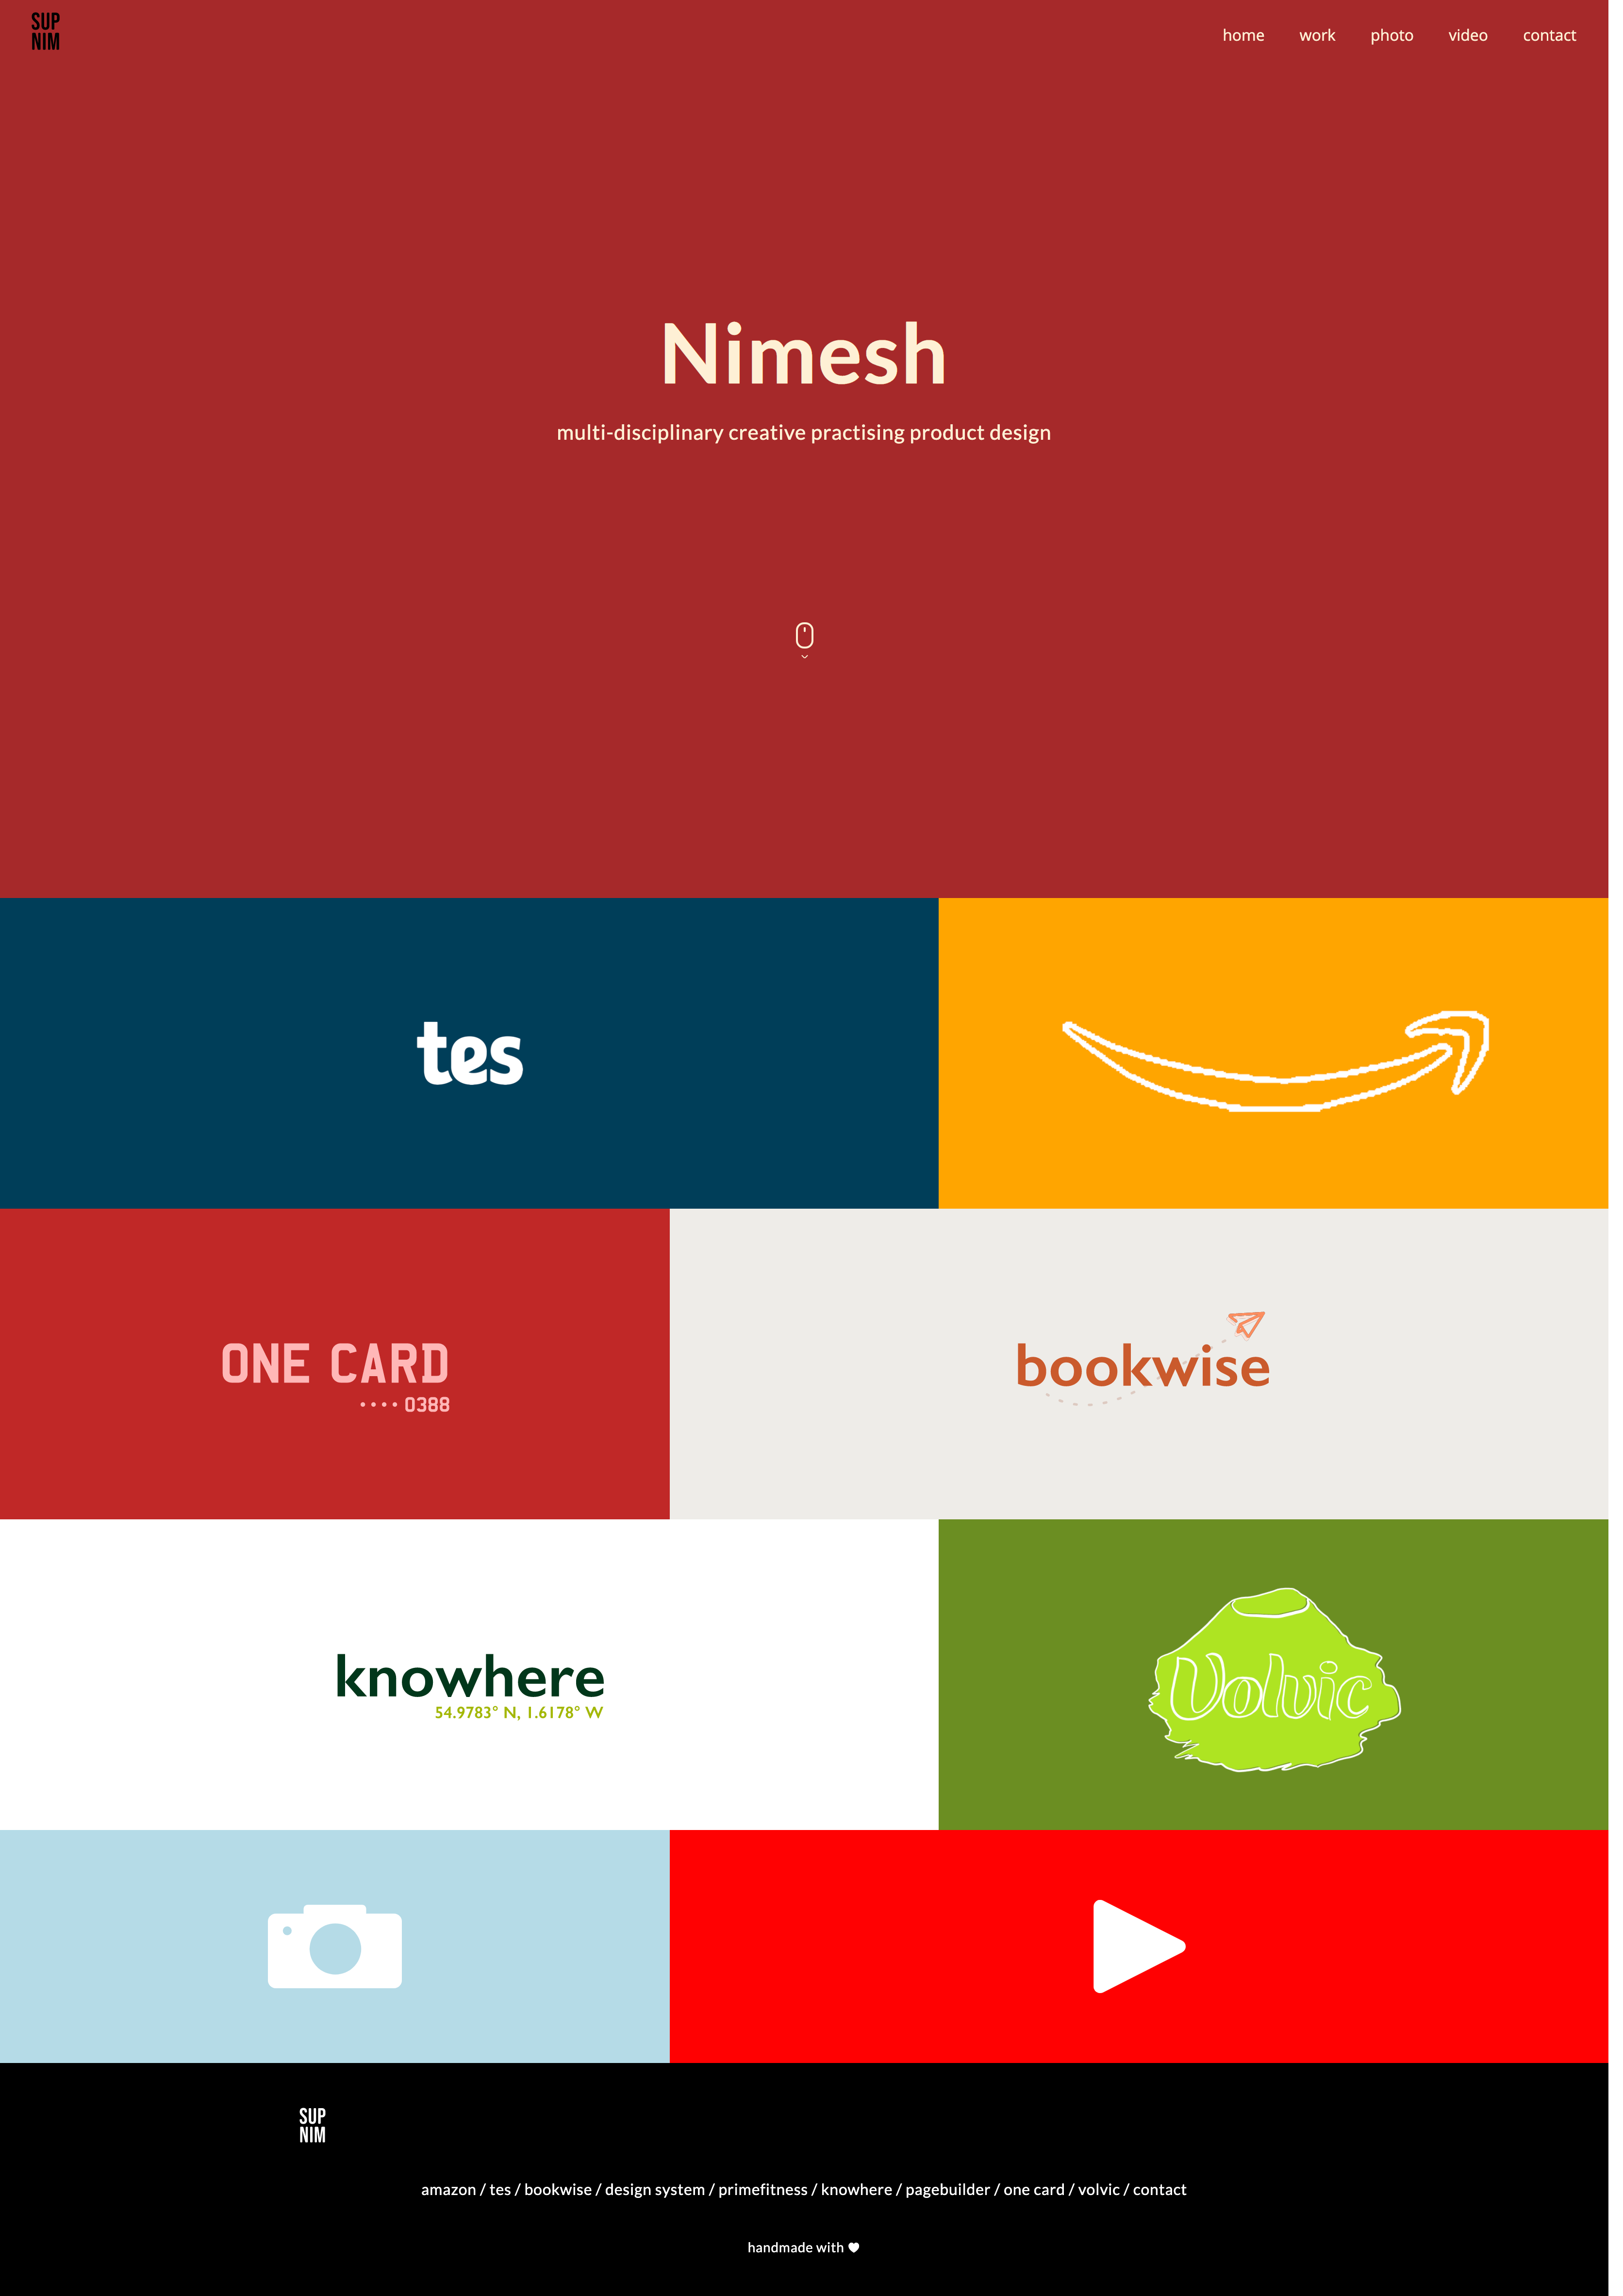 SUP
NIM
home work photo video contact
Nimesh
multi-disciplinary creative practising product design
tes
ONE CARD
•••• 0388
bookwise
knowhere
54.9783° N, 1.6178° W
Volvic
SUP
NIM
amazon / tes / bookwise / design system / primefitness / knowhere / pagebuilder / one card / volvic / contact
handmade with ♥